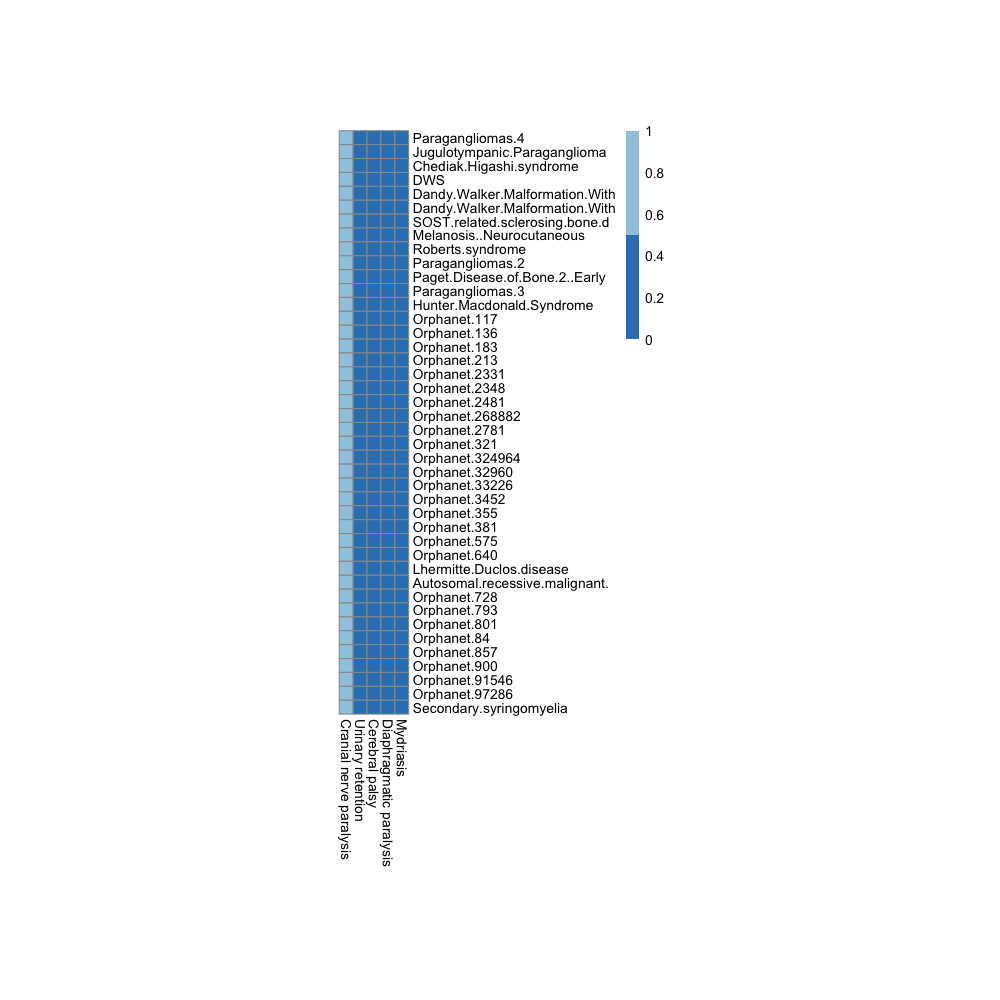 Paragangliomas.4
Jugulotympanic.Paraganglioma
Chediak.Higashi.syndrome
DWS
Dandy.Walker.Malformation.With
Dandy.Walker.Malformation.With
SOST.related.sclerosing.bone.d
Melanosis..Neurocutaneous
Roberts.syndrome
Paragangliomas.2
Paget.Disease.of.Bone.2..Early
Paragangliomas.3
Hunter.Macdonald.Syndrome
Orphanet.117
Orphanet.136
Orphanet.183
Orphanet.213
Orphanet.2331
Orphanet.2348
Orphanet.2481
Orphanet.268882
Orphanet.2781
Orphanet.321
Orphanet.324964
Orphanet.32960
Orphanet.33226
Orphanet.3452
Orphanet.355
Orphanet.381
Orphanet.575
Orphanet.640
Lhermitte.Duclos.disease
Autosomal.recessive.malignant.
Orphanet.728
Orphanet.793
Orphanet.801
Orphanet.84
Orphanet.857
Orphanet.900
Orphanet.91546
Orphanet.97286
Secondary.syringomyelia
Cranial nerve paralysis
Urinary retention
Cerebral palsy
Diaphragmatic paralysis
Mydriasis
1
0.8
0.6
0.4
0.2
0